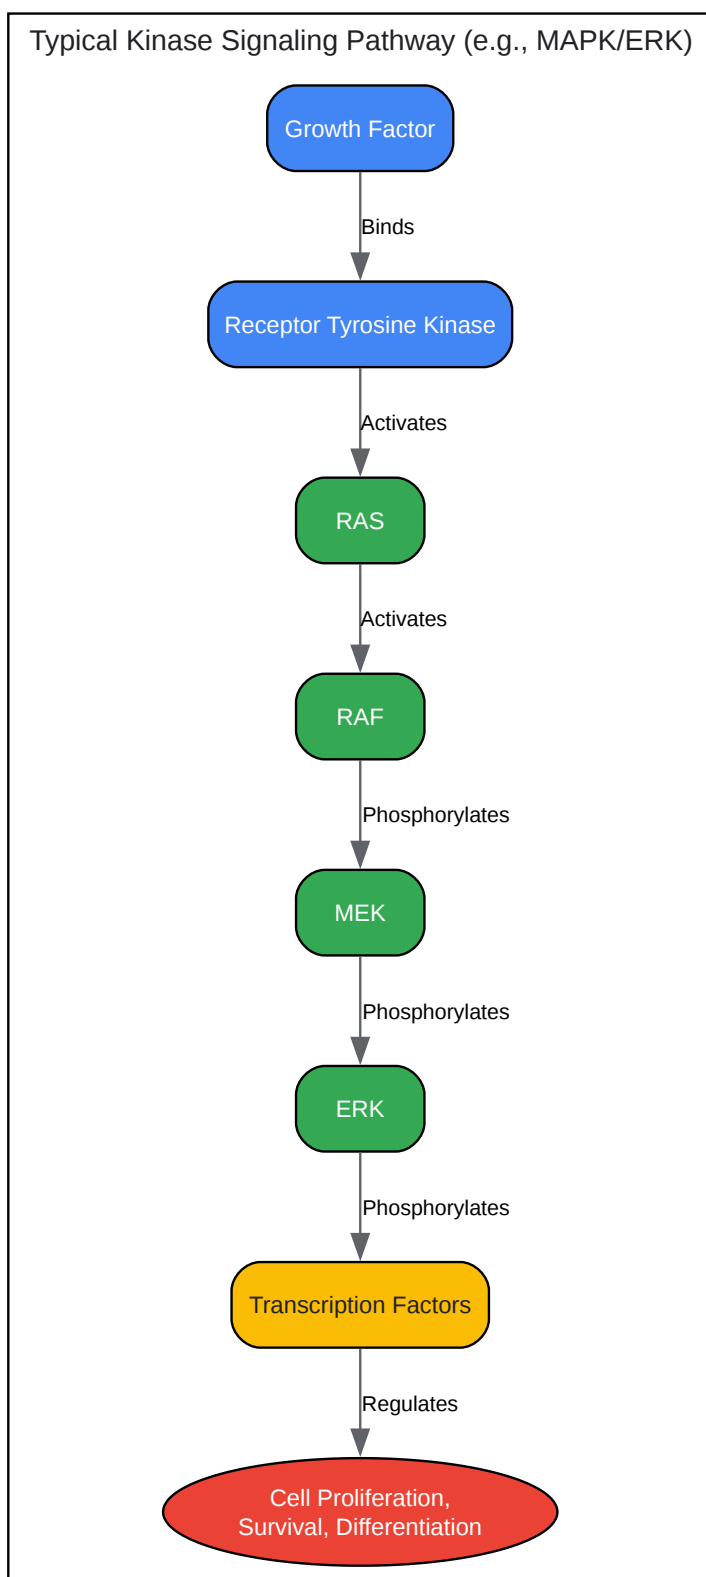 Typical Kinase Signaling Pathway (e.g., MAPK/ERK)
Growth Factor
Binds
Receptor Tyrosine Kinase
Activates
RAS
Activates
RAF
Phosphorylates
MEK
Phosphorylates
ERK
Phosphorylates
Transcription Factors
Regulates
Cell Proliferation,
Survival, Differentiation